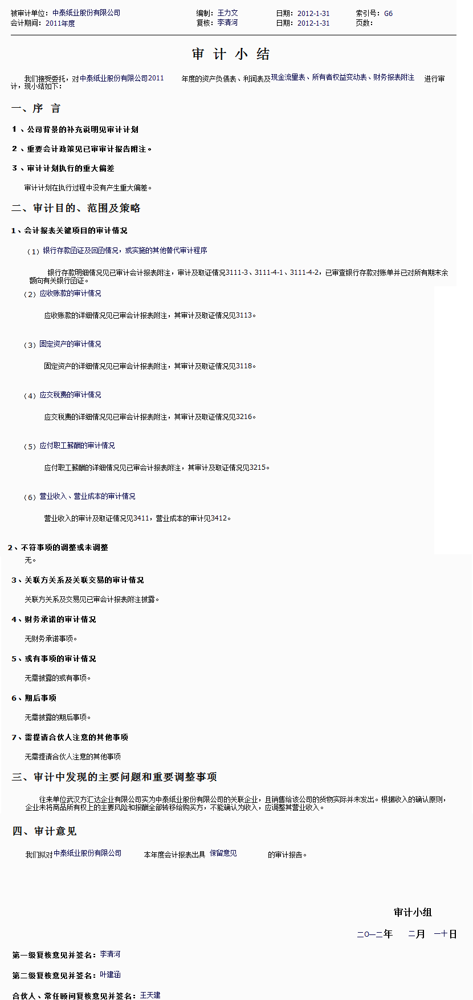 被审计单位：中泰纸业股份有限公司 编制：王力文 日期：2012-1-31 索引号：G6
会计期间：2011年度 复核：李清河 日期：2012-1-31 页数：
审 计 小 结
我们接受委托，对中泰纸业股份有限公司2011 年度的资产负债表、利润表及现金流量表、所有者权益变动表、财务报表附注 进行审
计，现小结如下：
一、序 言
1、公司背景的补充说明见审计计划
2、重要会计政策见已审审计报告附注。
3、审计计划执行的重大偏差
审计计划在执行过程中没有产生重大偏差。
二、审计目的、范围及策略
1、会计报表关键项目的审计情况
（1）银行存款函证及回函情况，或实施的其他替代审计程序
银行存款明细情况见已审计会计报表附注，审计及取证情况3111-3、3111-4-1、3111-4-2，已审查银行存款对账单并已对所有期末余
额向有关银行函证。
（2）应收账款的审计情况
应收账款的详细情况见已审会计报表附注，其审计及取证情况见3113。
（3）固定资产的审计情况
固定资产的详细情况见已审会计报表附注，其审计及取证情况见3118。
（4）应交税费的审计情况
应交税费的详细情况见已审会计报表附注，其审计及取证情况见3216。
（5）应付职工薪酬的审计情况
应付职工薪酬的详细情况见已审会计报表附注，其审计及取证情况见3215。
（6）营业收入、营业成本的审计情况
营业收入的审计及取证情况见3411，营业成本的审计见3412。
2、不符事项的调整或未调整
无。
3、关联方关系及关联交易的审计情况
关联方关系及交易见已审会计报表附注披露。
4、财务承诺的审计情况
无财务承诺事项。
5、或有事项的审计情况
无需披露的或有事项。
6、期后事项
无需披露的期后事项。
7、需提请合伙人注意的其他事项
无需提请合伙人注意的其他事项
三、审计中发现的主要问题和重要调整事项
往来单位武汉方汇达企业有限公司实为中泰纸业股份有限公司的关联企业，且销售给该公司的货物实际并未发出。根据收入的确认原则，
企业未将商品所有权上的主要风险和报酬全部转移给购买方，不能确认为收入，应调整其营业收入。
四、审计意见
我们拟对中泰纸业股份有限公司 本年度会计报表出具 保留意见 的审计报告。
审计小组
二O一二年 二月 一十日
第一级复核意见并签名：李清河
第二级复核意见并签名：叶建函
合伙人、常任顾问复核意见并签名：王天建